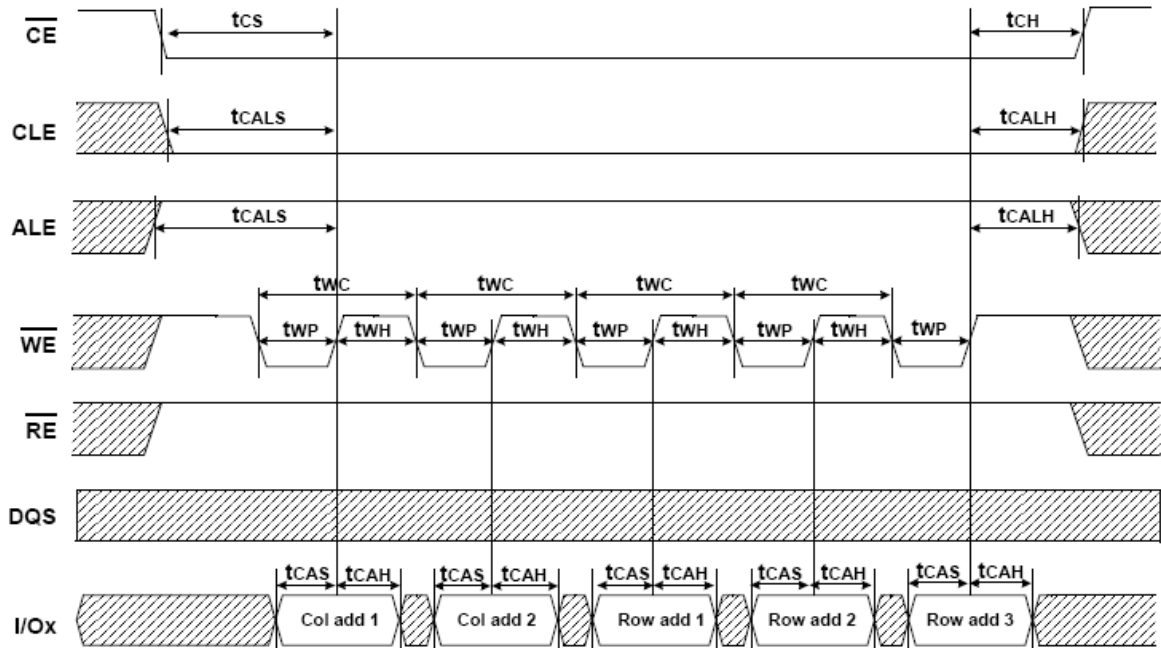 CE tCS tCH
CLE tCALS tCALH
ALE tCALS tCALH
tWC tWC tWC tWC
WE tWP tWH tWP tWH tWP tWH tWP tWH tWP
RE
DQS
tCAS tCAH tCAS tCAH tCAS tCAH tCAS tCAH tCAS tCAH
I/Ox Col add 1 Col add 2 Row add 1 Row add 2 Row add 3